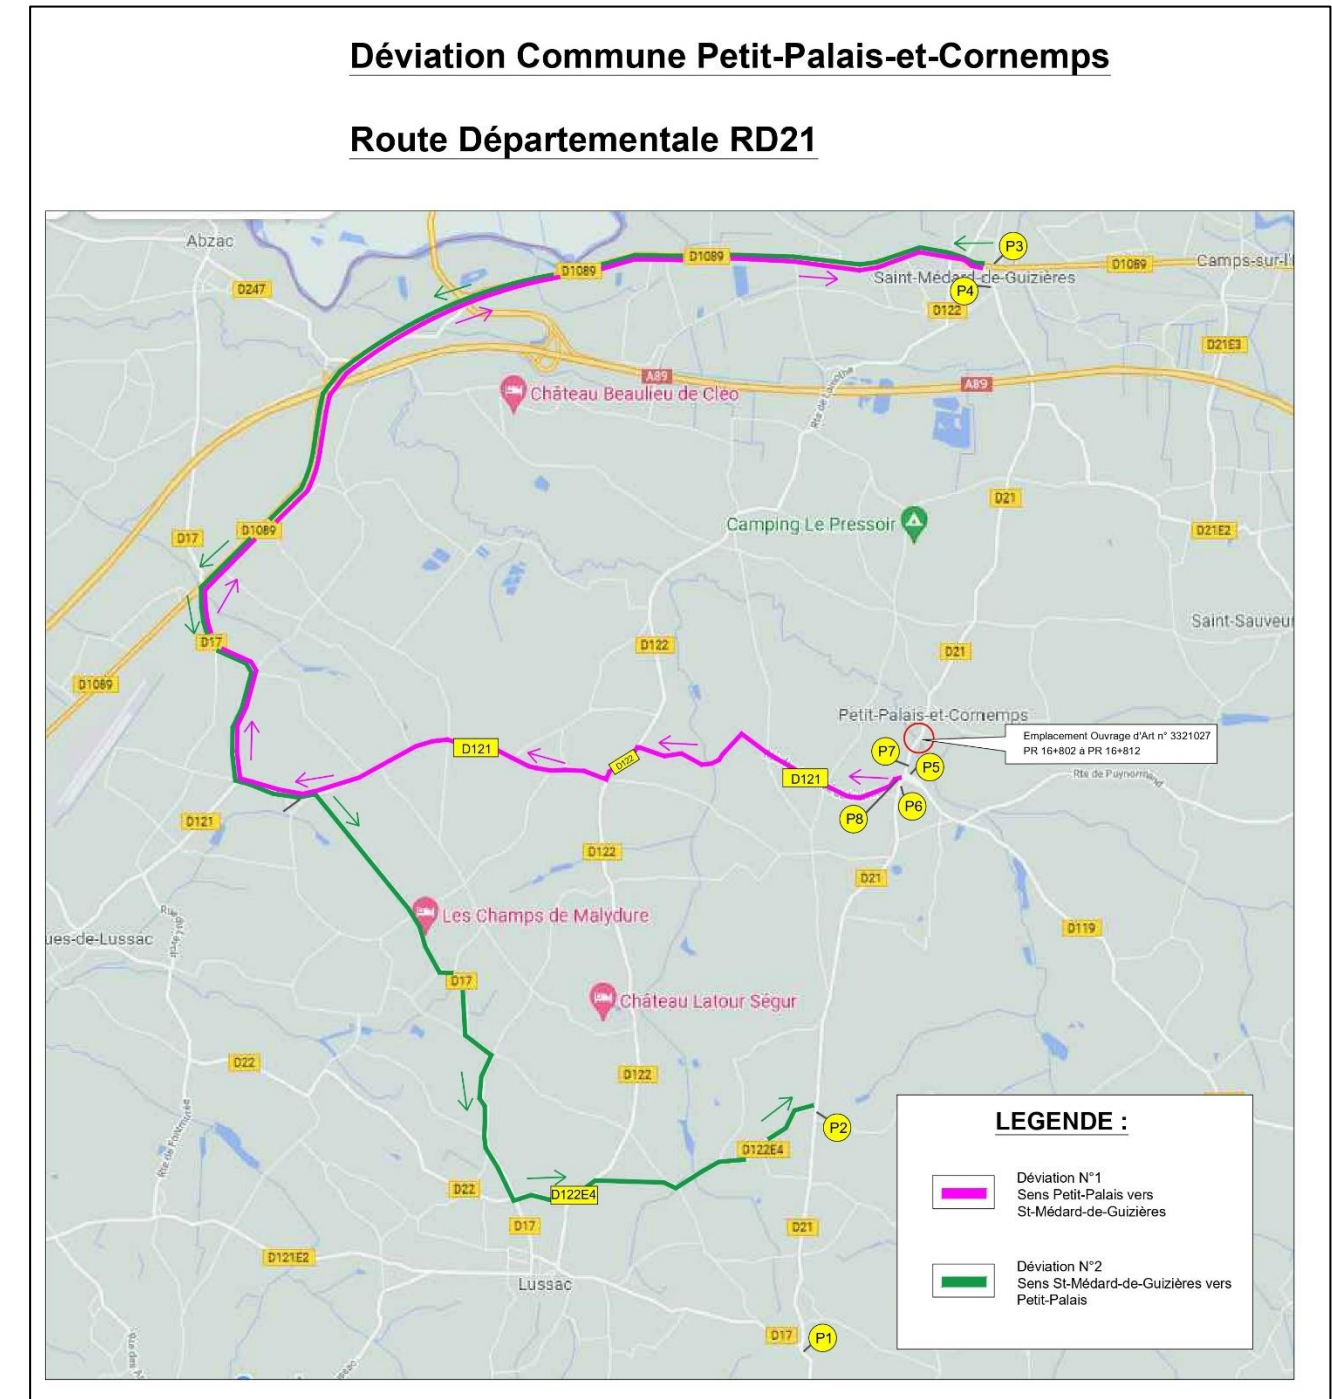 Déviation Commune Petit-Palais-et-Cornemps
Route Départementale RD21
Abzac
P3
D1089
D1089
D1089
Camps-sur-l'I
Saint-Médard-de-Guizières
D247
P4
D122
D21E3
A89
A89
Château Beaulieu de Cleo
Rte de Lamothe
D21
Camping Le Pressoir
D1089
D21E2
D17
Saint-Sauveur
D17
D122
D21
D1089
Petit-Palais-et-Cornemps
Emplacement Ouvrage d'Art n° 3321027
PR 16+802 à PR 16+812
D121
D122
P7
P5
D121
Rte de Puynormand
P6
P8
D121
D122
D21
Les Champs de Malydure
D119
ues-de-Lussac
D17
Château Latour Ségur
D22
D122
LEGENDE :
P2
D122E4
Déviation N°1
Sens Petit-Palais vers
St-Médard-de-Guizières
D22
D122E4
D17
D21
D121E2
Déviation N°2
Sens St-Médard-de-Guizières vers
Petit-Palais
Lussac
D17
P1